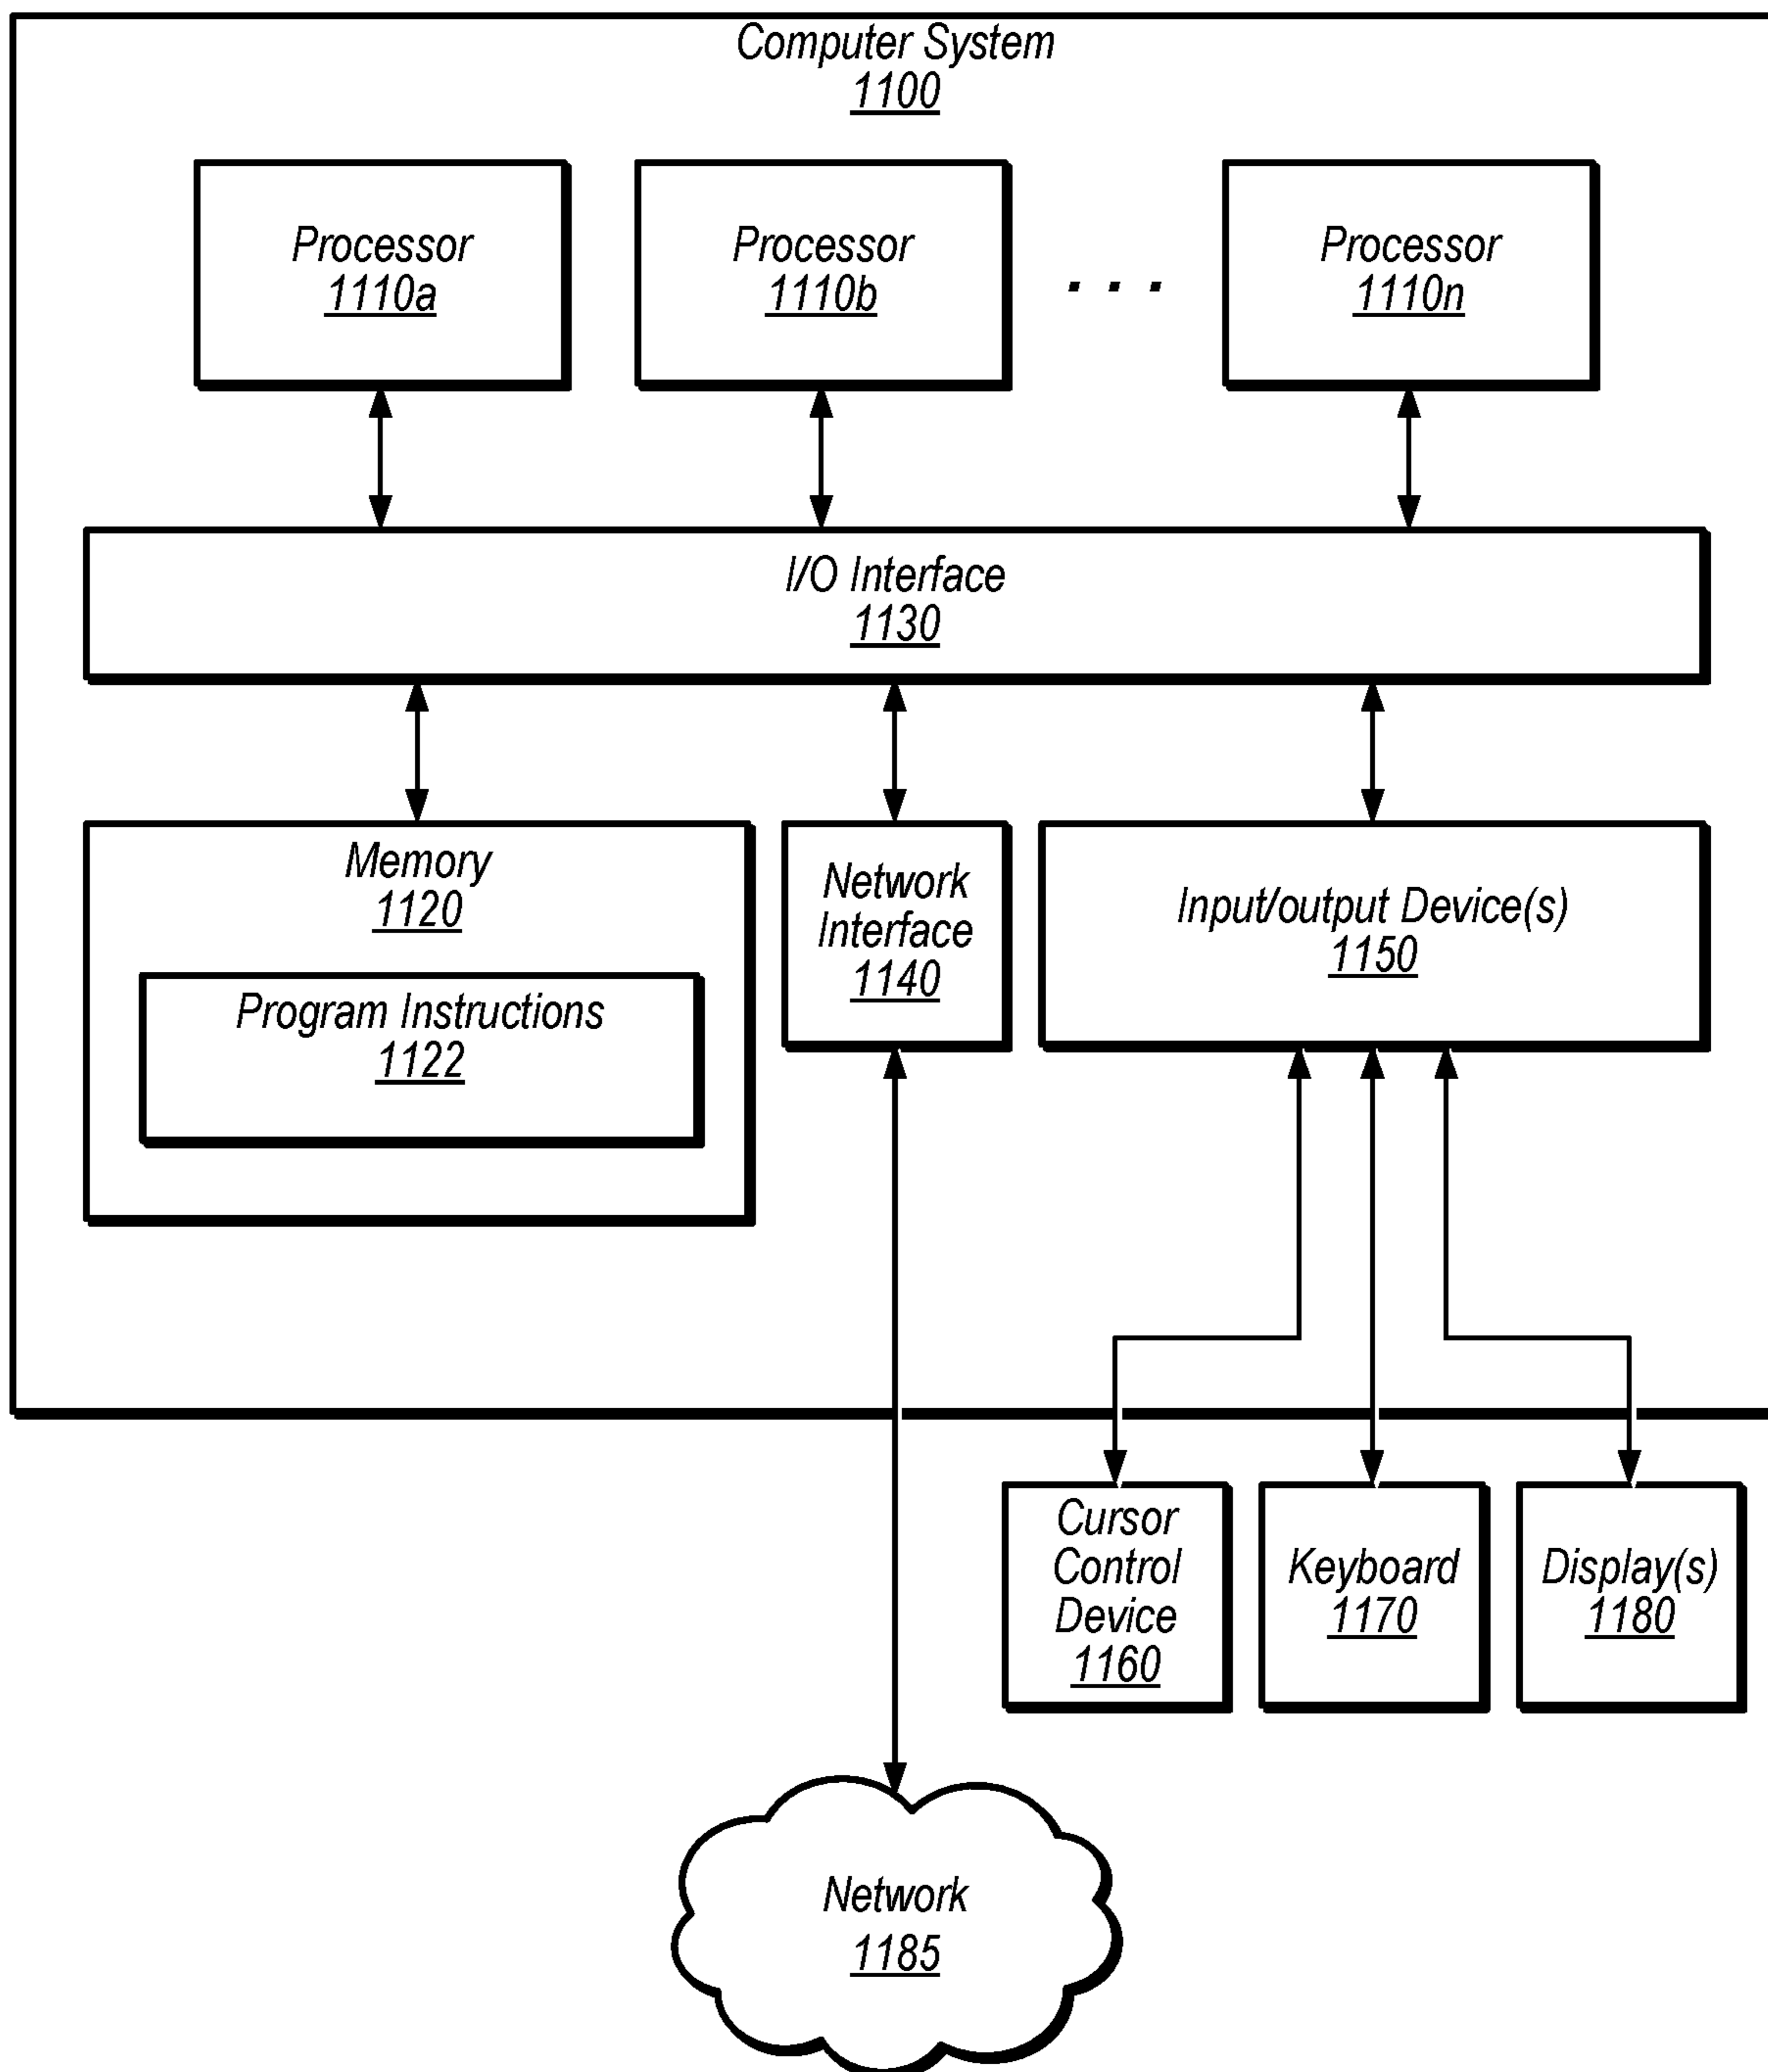 Computer System
1100
Processor
1110a
Processor
1110b
. . .
Processor
1110n
I/O Interface
1130
Memory
1120
Program Instructions
1122
Network
Interface
1140
Input/output Device(s)
1150
Cursor
Control
Device
1160
Keyboard
1170
Display(s)
1180
Network
1185